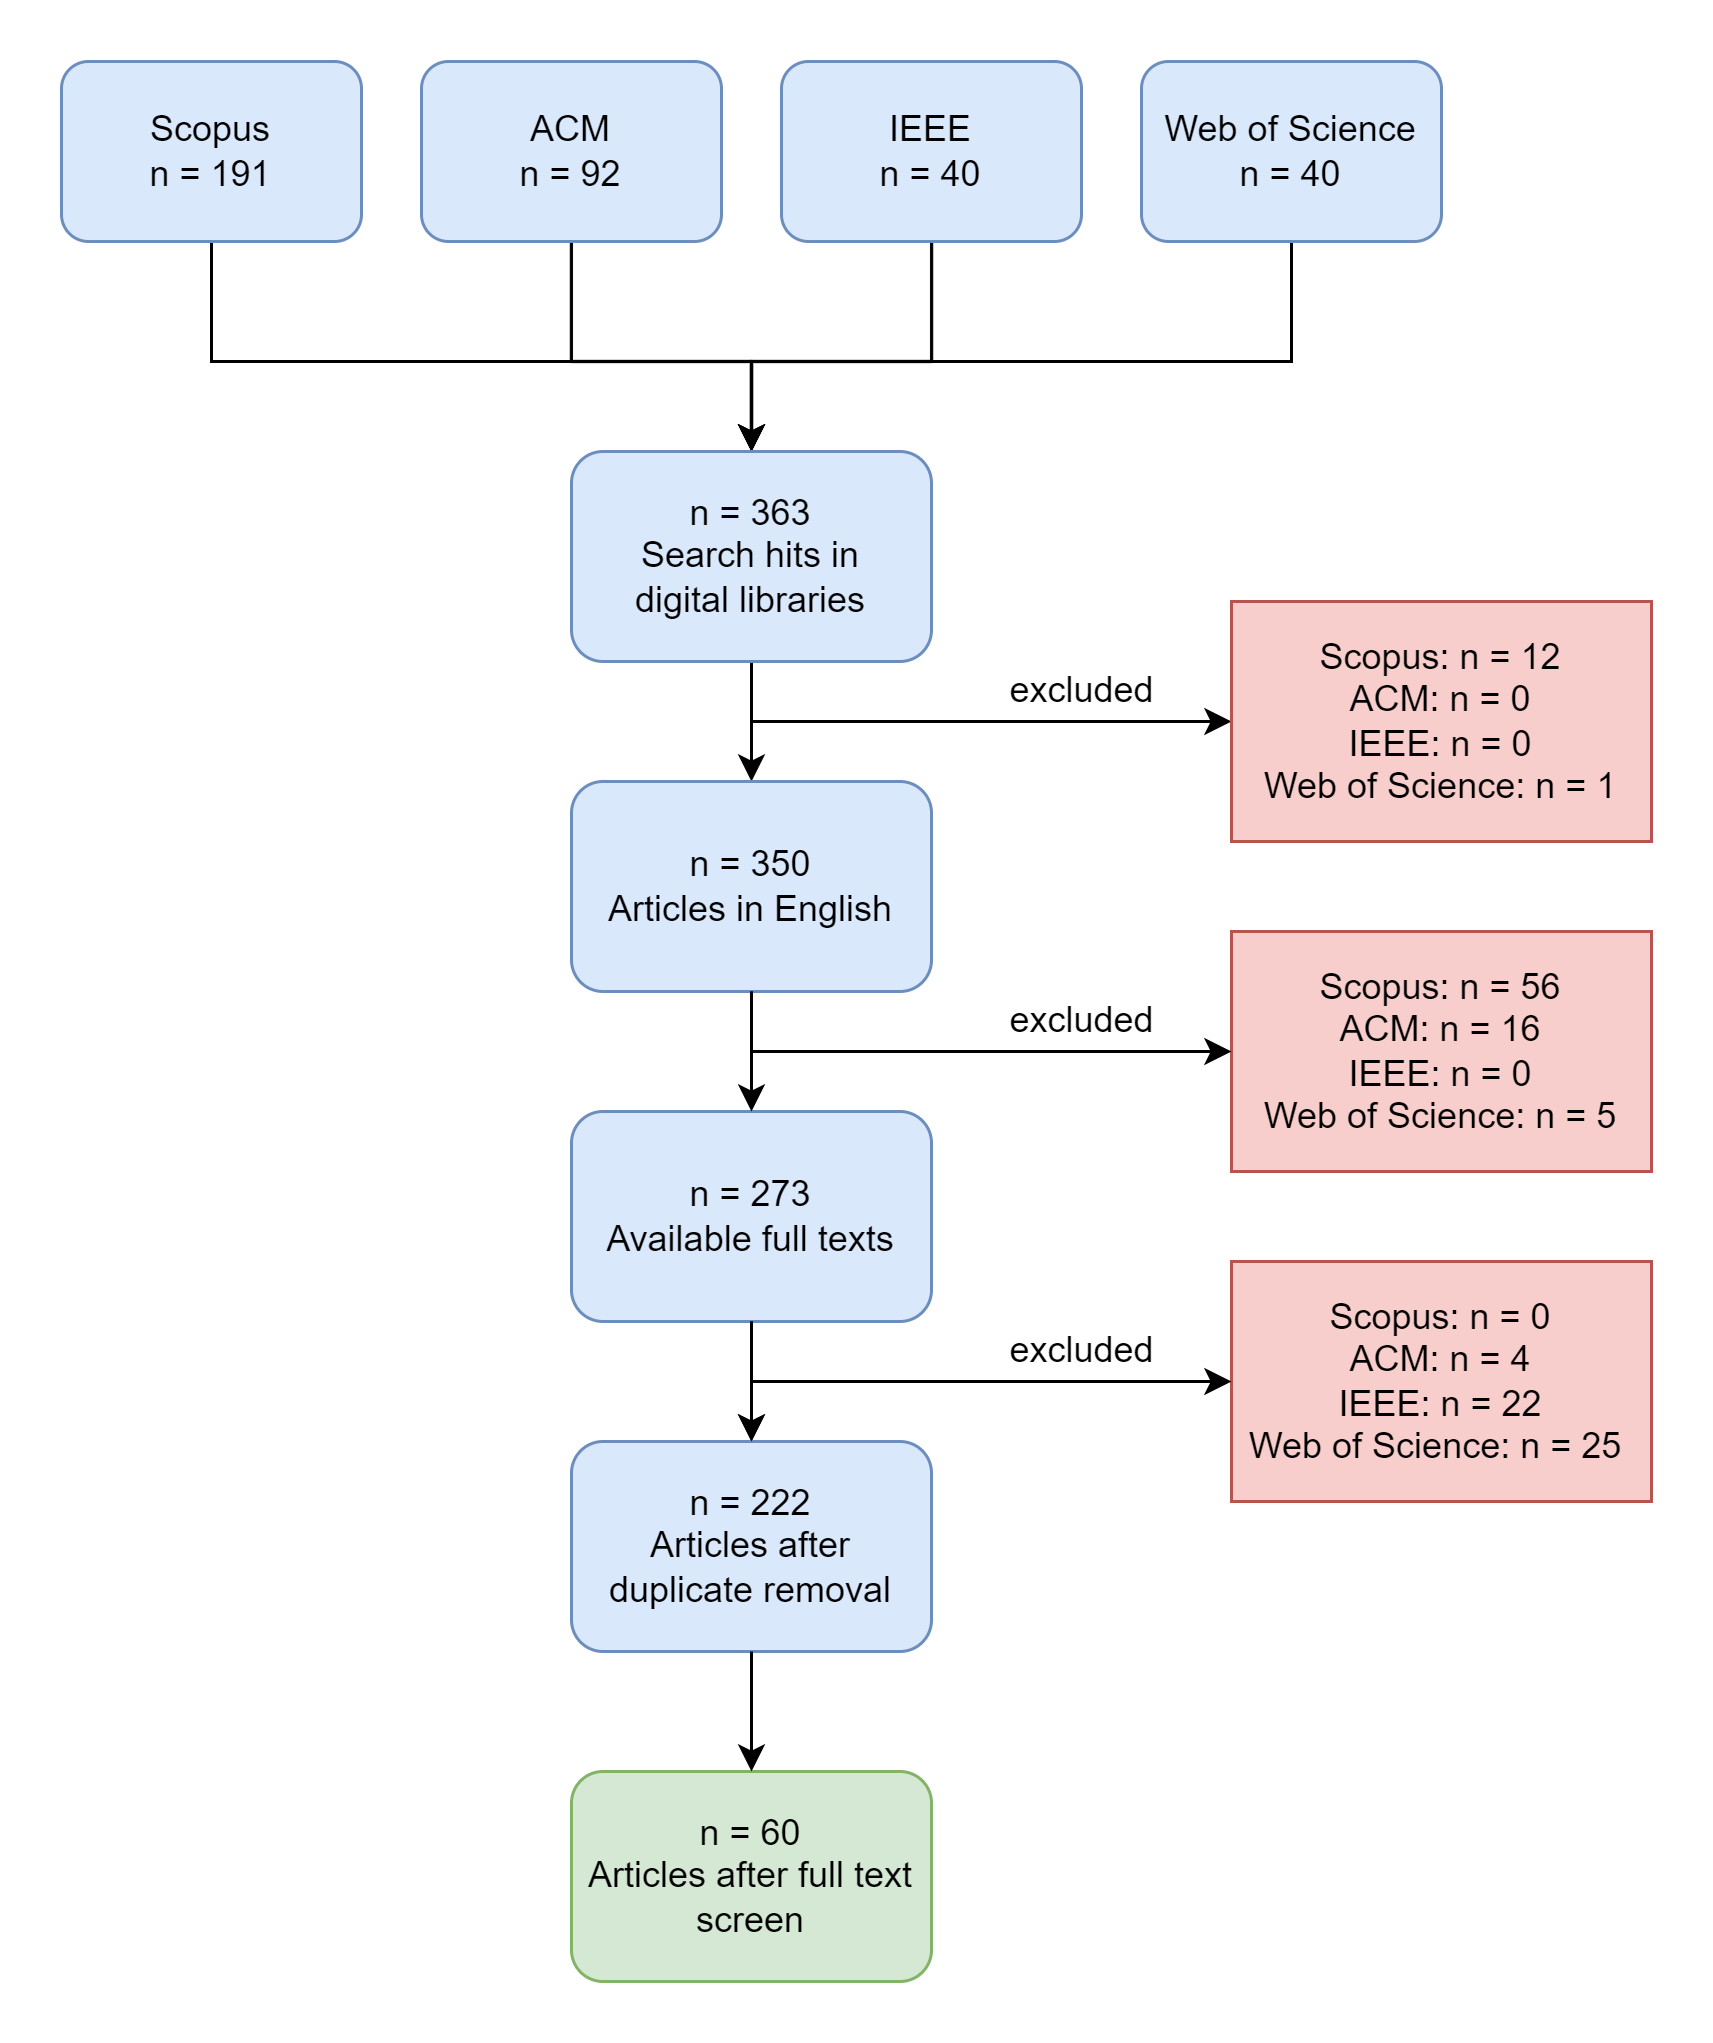 Scopus
n = 191
ACM
n = 92
IEEE
n = 40
Web of Science
n = 40
n = 363
Search hits in
digital libraries
excluded
Scopus: n = 12
ACM: n = 0
IEEE: n = 0
Web of Science: n = 1
n = 350
Articles in English
excluded
Scopus: n = 56
ACM: n = 16
IEEE: n = 0
Web of Science: n = 5
n = 273
Available full texts
excluded
Scopus: n = 0
ACM: n = 4
IEEE: n = 22
Web of Science: n = 25
n = 222
Articles after
duplicate removal
n = 60
Articles after full text
screen